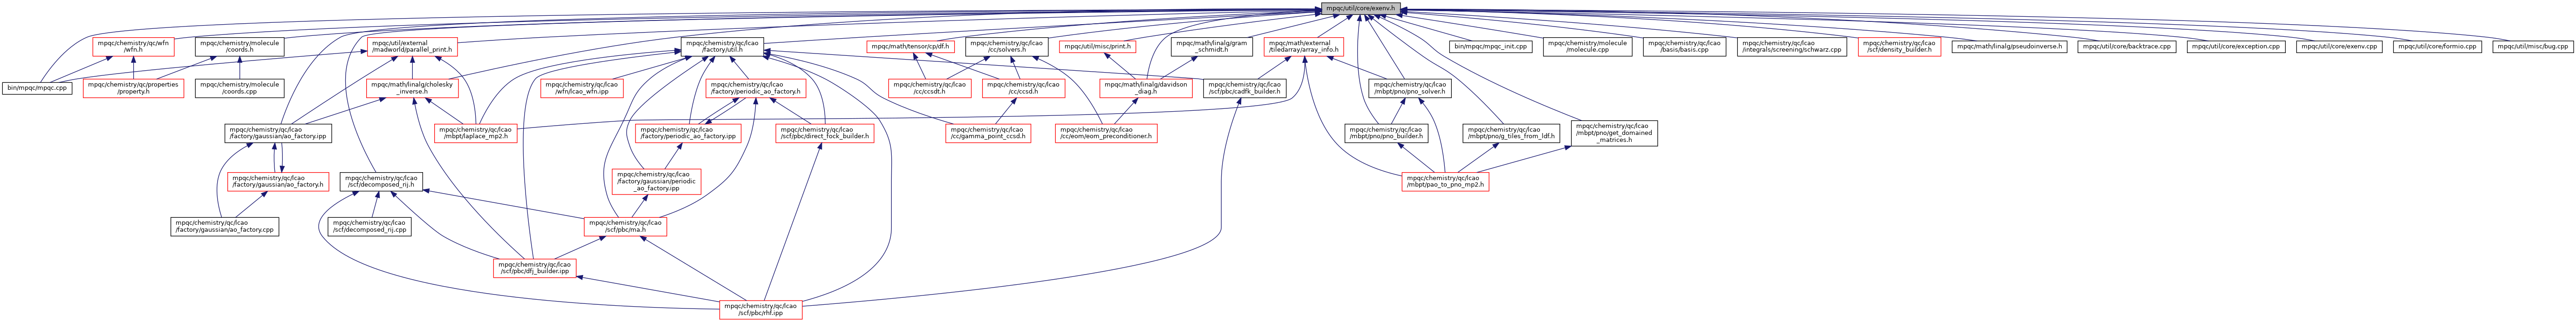 mpqc/util/core/exenv.h
mpqc/chemistry/qc/wfn
/wfn.h
mpqc/chemistry/molecule
/coords.h
mpqc/util/external
/madworld/parallel_print.h
mpqc/chemistry/qc/lcao
/factory/util.h
mpqc/math/tensor/cp/df.h
mpqc/chemistry/qc/lcao
/cc/solvers.h
mpqc/util/misc/print.h
mpqc/math/linalg/gram
_schmidt.h
mpqc/math/external
/tiledarray/array_info.h
bin/mpqc/mpqc_init.cpp
mpqc/chemistry/molecule
/molecule.cpp
mpqc/chemistry/qc/lcao
/basis/basis.cpp
mpqc/chemistry/qc/lcao
/integrals/screening/schwarz.cpp
mpqc/chemistry/qc/lcao
/scf/density_builder.h
mpqc/math/linalg/pseudoinverse.h
mpqc/util/core/backtrace.cpp
mpqc/util/core/exception.cpp
mpqc/util/core/exenv.cpp
mpqc/util/core/formio.cpp
mpqc/util/misc/bug.cpp
bin/mpqc/mpqc.cpp
mpqc/chemistry/qc/properties
/property.h
mpqc/chemistry/molecule
/coords.cpp
mpqc/math/linalg/cholesky
_inverse.h
mpqc/chemistry/qc/lcao
/wfn/lcao_wfn.ipp
mpqc/chemistry/qc/lcao
/factory/periodic_ao_factory.h
mpqc/chemistry/qc/lcao
/cc/ccsdt.h
mpqc/chemistry/qc/lcao
/cc/ccsd.h
mpqc/math/linalg/davidson
_diag.h
mpqc/chemistry/qc/lcao
/scf/pbc/cadfk_builder.h
mpqc/chemistry/qc/lcao
/mbpt/pno/pno_solver.h
mpqc/chemistry/qc/lcao
/factory/gaussian/ao_factory.ipp
mpqc/chemistry/qc/lcao
/mbpt/laplace_mp2.h
mpqc/chemistry/qc/lcao
/factory/periodic_ao_factory.ipp
mpqc/chemistry/qc/lcao
/scf/pbc/direct_fock_builder.h
mpqc/chemistry/qc/lcao
/cc/gamma_point_ccsd.h
mpqc/chemistry/qc/lcao
/cc/eom/eom_preconditioner.h
mpqc/chemistry/qc/lcao
/mbpt/pno/pno_builder.h
mpqc/chemistry/qc/lcao
/mbpt/pno/g_tiles_from_ldf.h
mpqc/chemistry/qc/lcao
/mbpt/pno/get_domained
_matrices.h
mpqc/chemistry/qc/lcao
/factory/gaussian/ao_factory.h
mpqc/chemistry/qc/lcao
/scf/decomposed_rij.h
mpqc/chemistry/qc/lcao
/factory/gaussian/periodic
_ao_factory.ipp
mpqc/chemistry/qc/lcao
/mbpt/pao_to_pno_mp2.h
mpqc/chemistry/qc/lcao
/factory/gaussian/ao_factory.cpp
mpqc/chemistry/qc/lcao
/scf/decomposed_rij.cpp
mpqc/chemistry/qc/lcao
/scf/pbc/ma.h
mpqc/chemistry/qc/lcao
/scf/pbc/dfj_builder.ipp
mpqc/chemistry/qc/lcao
/scf/pbc/rhf.ipp